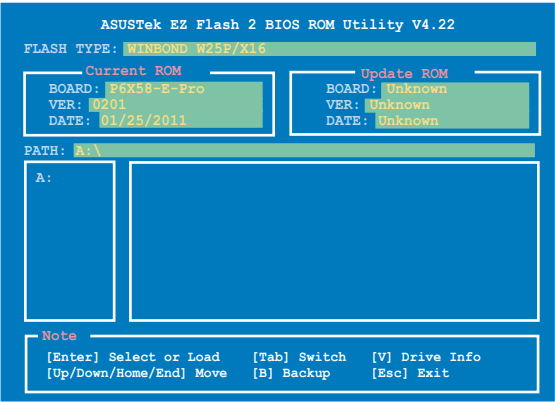 ASUSTek EZ Flash 2 BIOS ROM Utility V4.22
FLASH TYPE: WINBOND W25P/X16
Current ROM
BOARD: P6X58-E-Pro
VER: 0201
DATE: 01/25/2011
Update ROM
BOARD: Unknown
VER: Unknown
DATE: Unknown
PATH: A:\
A:
Note
[Enter] Select or Load [Tab] Switch [V] Drive Info
[Up/Down/Home/End] Move [B] Backup [Esc] Exit